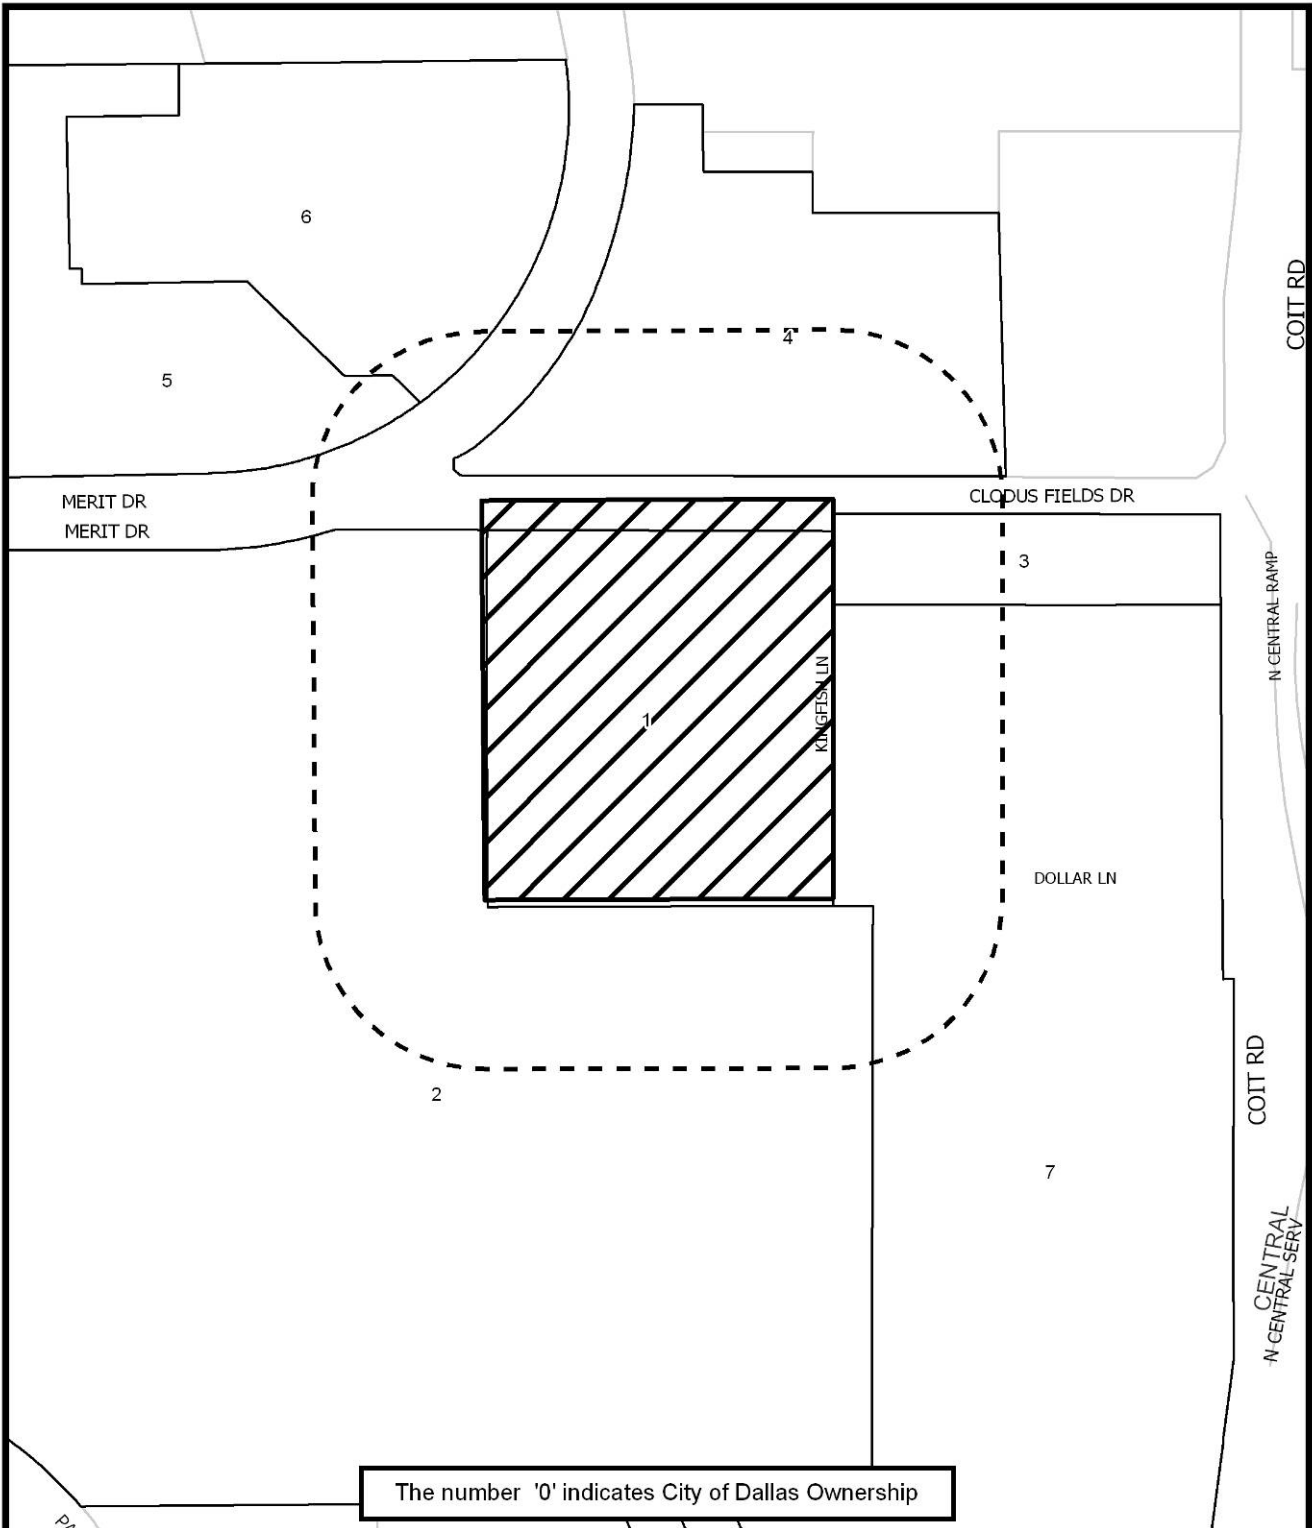 6
4
COIT RD
5
MERIT DR
MERIT DR
CLODUS FIELDS DR
3
N CENTRAL RAMP
KINGFISH LN
1
DOLLAR LN
2
COIT RD
7
CENTRAL
N CENTRAL SERV
The number '0' indicates City of Dallas Ownership